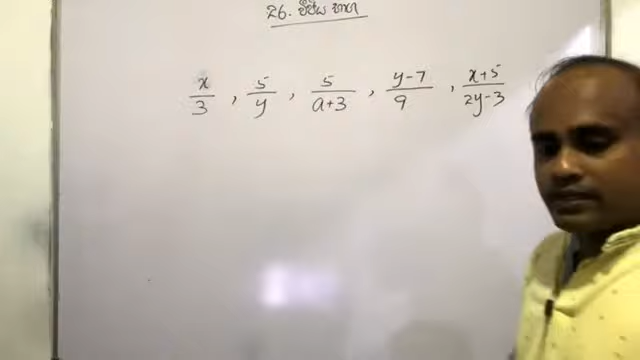 26. වීජීය භාග
x/3 , 5/y , 5/a+3 , y-7/9 , x+5/2y-3